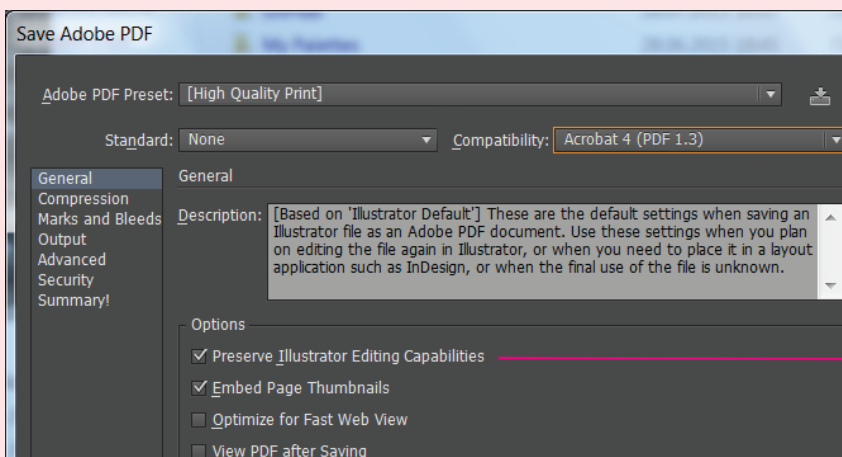 Save Adobe PDF
Adobe PDF Preset: [High Quality Print]
Standard: None Compatibility: Acrobat 4 (PDF 1.3)
General General
Compression
Marks and Bleeds
Output
Advanced
Security
Summary!
Description: [Based on 'Illustrator Default'] These are the default settings when saving an
Illustrator file as an Adobe PDF document. Use these settings when you plan
on editing the file again in Illustrator, or when you need to place it in a layout
application such as InDesign, or when the final use of the file is unknown.
Options
Preserve Illustrator Editing Capabilities
Embed Page Thumbnails
Optimize for Fast Web View
View PDF after Saving